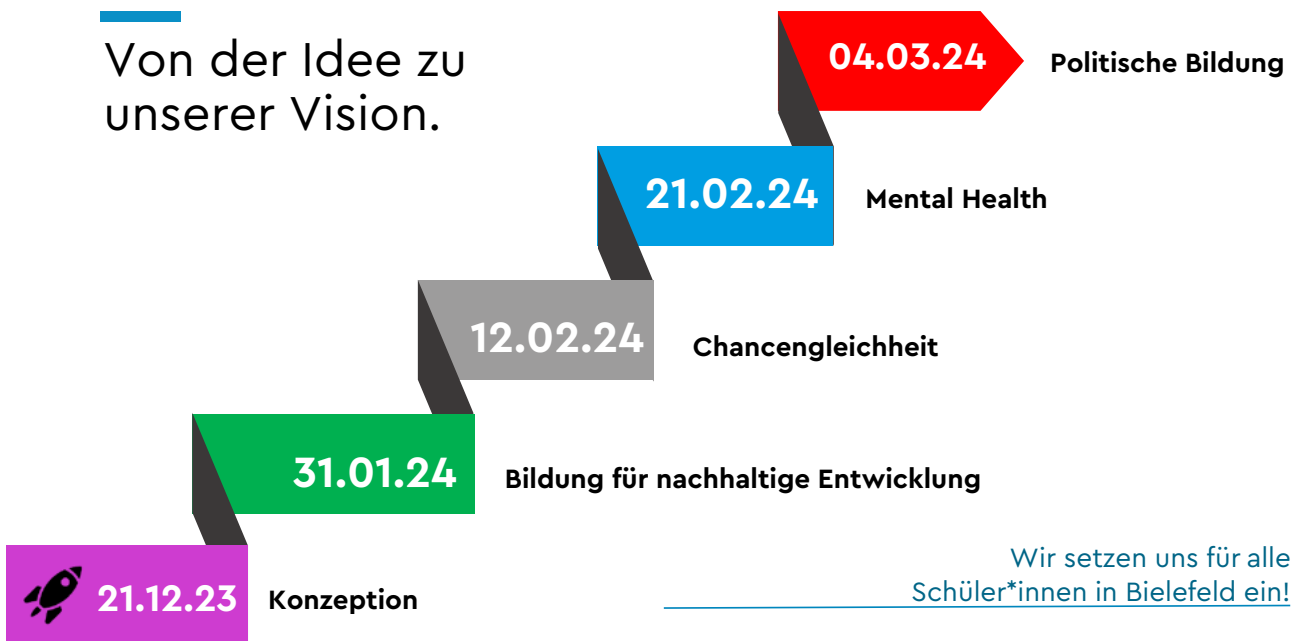 Von der Idee zu
unserer Vision.
04.03.24 Politische Bildung
21.02.24 Mental Health
12.02.24 Chancengleichheit
31.01.24 Bildung für nachhaltige Entwicklung
21.12.23 Konzeption
Wir setzen uns für alle
Schüler*innen in Bielefeld ein!